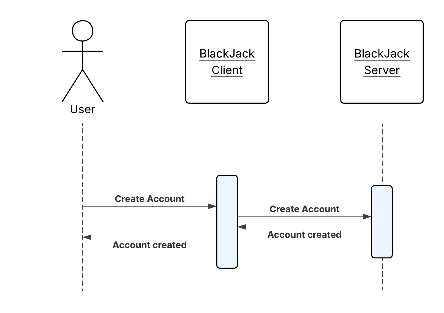 BlackJack
Client
BlackJack
Server
User
Create Account
Create Account
Account created
Account created